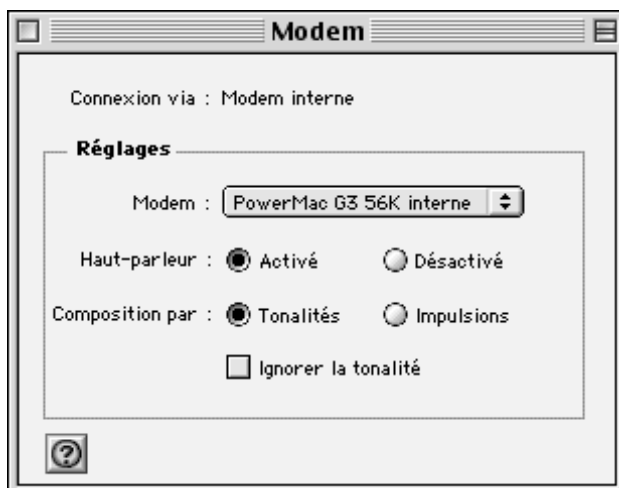 Modem
Connexion via : Modem interne
Réglages
Modem : PowerMac G3 56K interne
Haut-parleur : Activé Désactivé
Composition par : Tonalités Impulsions
Ignorer la tonalité
?